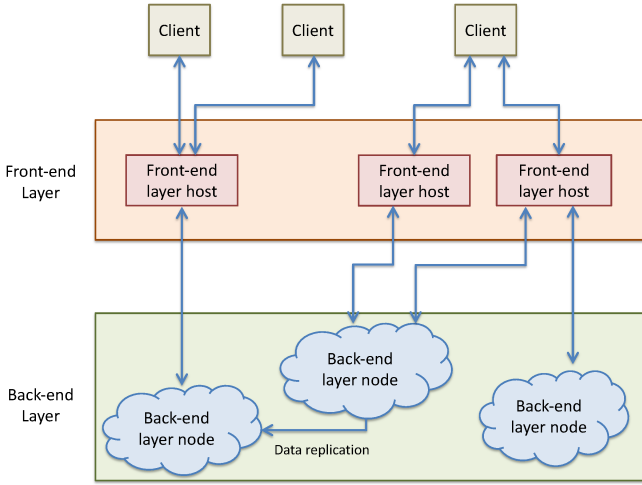 Client
Client
Client
Front-end
Layer
Front-end
layer host
Front-end
layer host
Front-end
layer host
Back-end
Layer
Back-end
layer node
Back-end
layer node
Back-end
layer node
Data replication